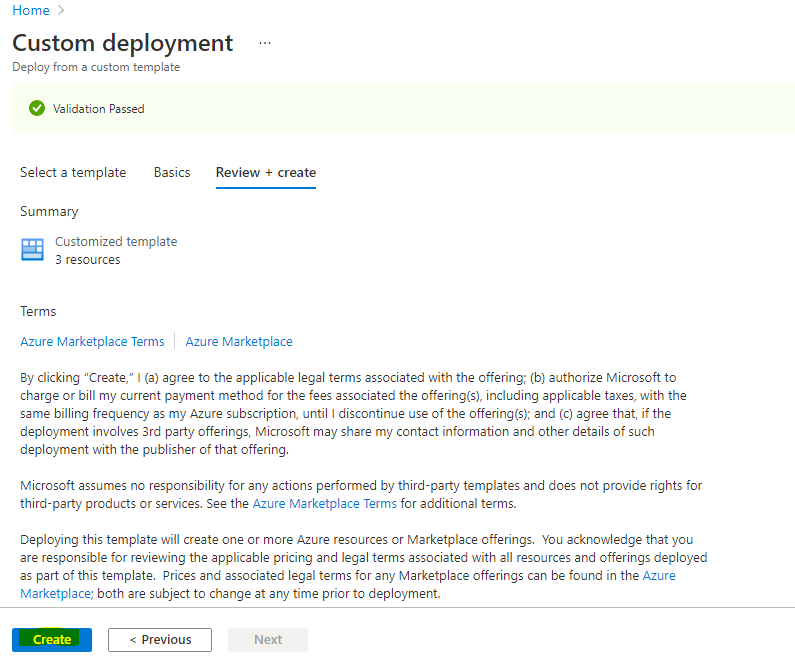 Home >
Custom deployment ...
Deploy from a custom template
Validation Passed
Select a template Basics Review + create
Summary
Customized template
3 resources
Terms
Azure Marketplace Terms | Azure Marketplace
By clicking “Create,” I (a) agree to the applicable legal terms associated with the offering; (b) authorize Microsoft to
charge or bill my current payment method for the fees associated the offering(s), including applicable taxes, with the
same billing frequency as my Azure subscription, until I discontinue use of the offering(s); and (c) agree that, if the
deployment involves 3rd party offerings, Microsoft may share my contact information and other details of such
deployment with the publisher of that offering.
Microsoft assumes no responsibility for any actions performed by third-party templates and does not provide rights for
third-party products or services. See the Azure Marketplace Terms for additional terms.
Deploying this template will create one or more Azure resources or Marketplace offerings. You acknowledge that you
are responsible for reviewing the applicable pricing and legal terms associated with all resources and offerings deployed
as part of this template. Prices and associated legal terms for any Marketplace offerings can be found in the Azure
Marketplace; both are subject to change at any time prior to deployment.
Create < Previous Next